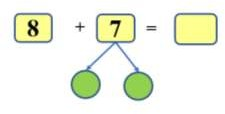 8 + 7 =